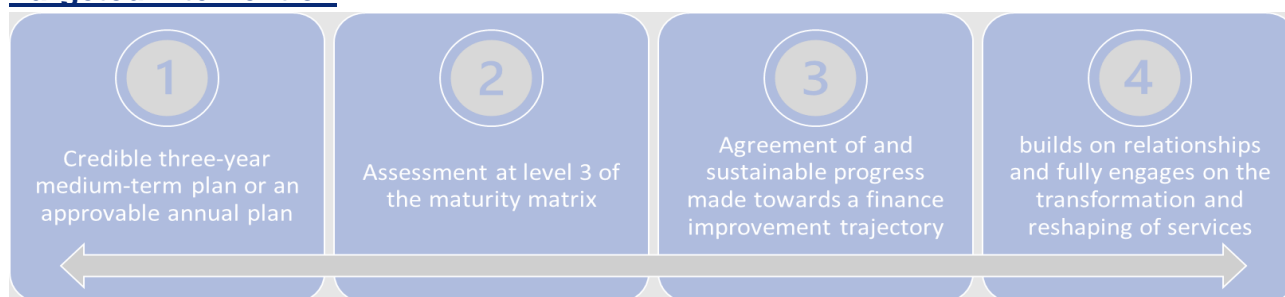 1
Credible three-year
medium-term plan or an
approvable annual plan
2
Assessment at level 3 of
the maturity matrix
3
Agreement of and
sustainable progress
made towards a finance
improvement trajectory
4
builds on relationships
and fully engages on the
transformation and
reshaping of services